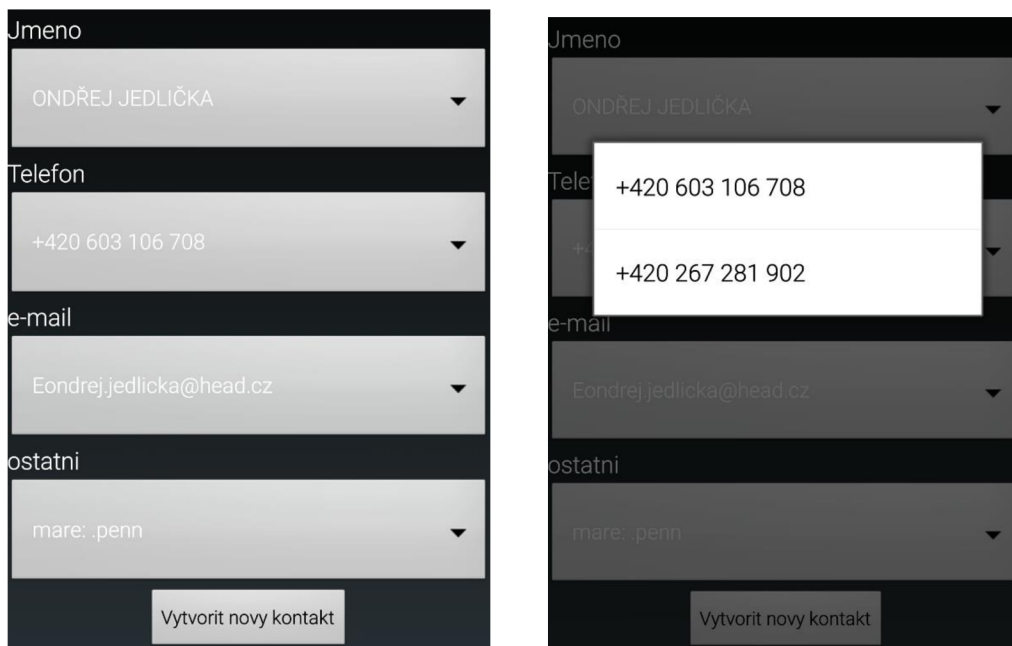 Jmeno
ONDŘEJ JEDLIČKA
Telefon
+420 603 106 708
e-mail
Eondrej.jedlicka@head.cz
ostatni
mare: .penn
Vytvorit novy kontakt
Jmeno
ONDŘEJ JEDLIČKA
Tele
+420 603 106 708
+4
+420 267 281 902
e-mail
Eondrej.jedlicka@head.cz
ostatni
mare: .penn
Vytvorit novy kontakt